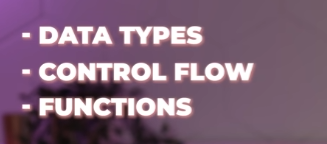 - DATA TYPES
- CONTROL FLOW
- FUNCTIONS